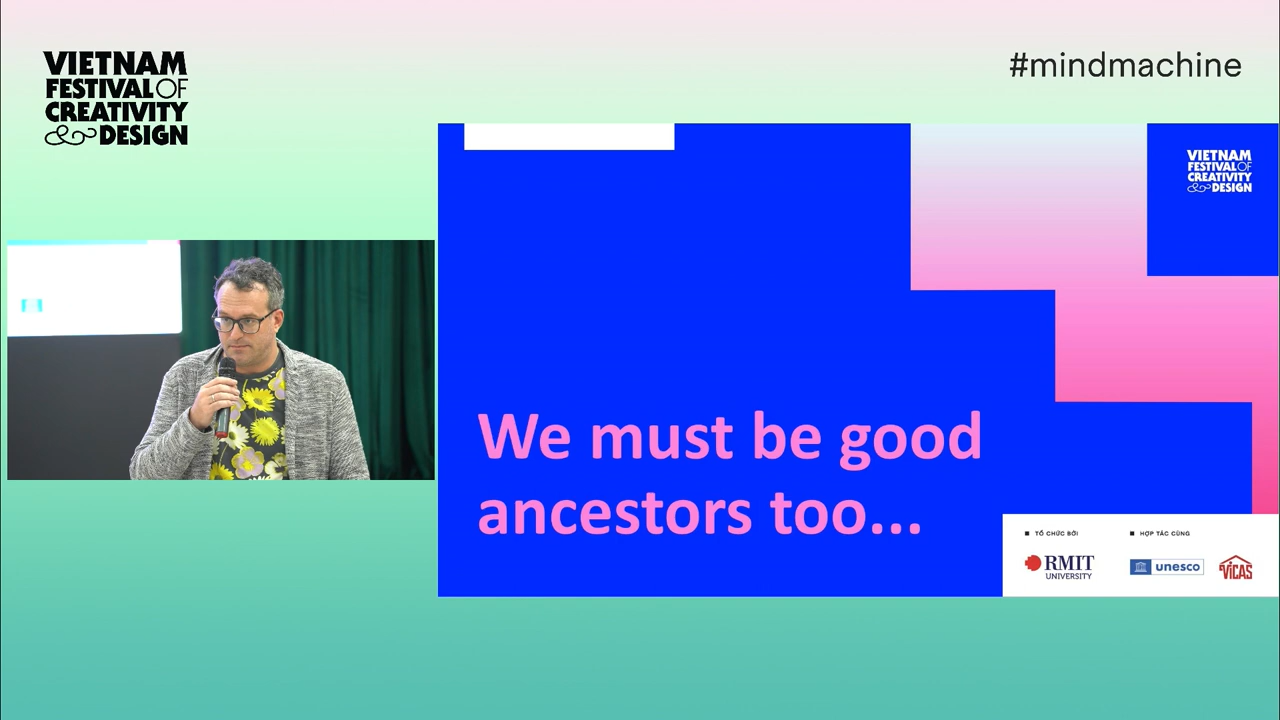 VIETNAM
FESTIVAL OF
CREATIVITY
& DESIGN
#mindmachine
VIETNAM
FESTIVAL OF
CREATIVITY
& DESIGN
We must be good
ancestors too...
TỔ CHỨC BỞI
HỢP TÁC CÙNG
RMIT
UNIVERSITY
unesco
VICAS